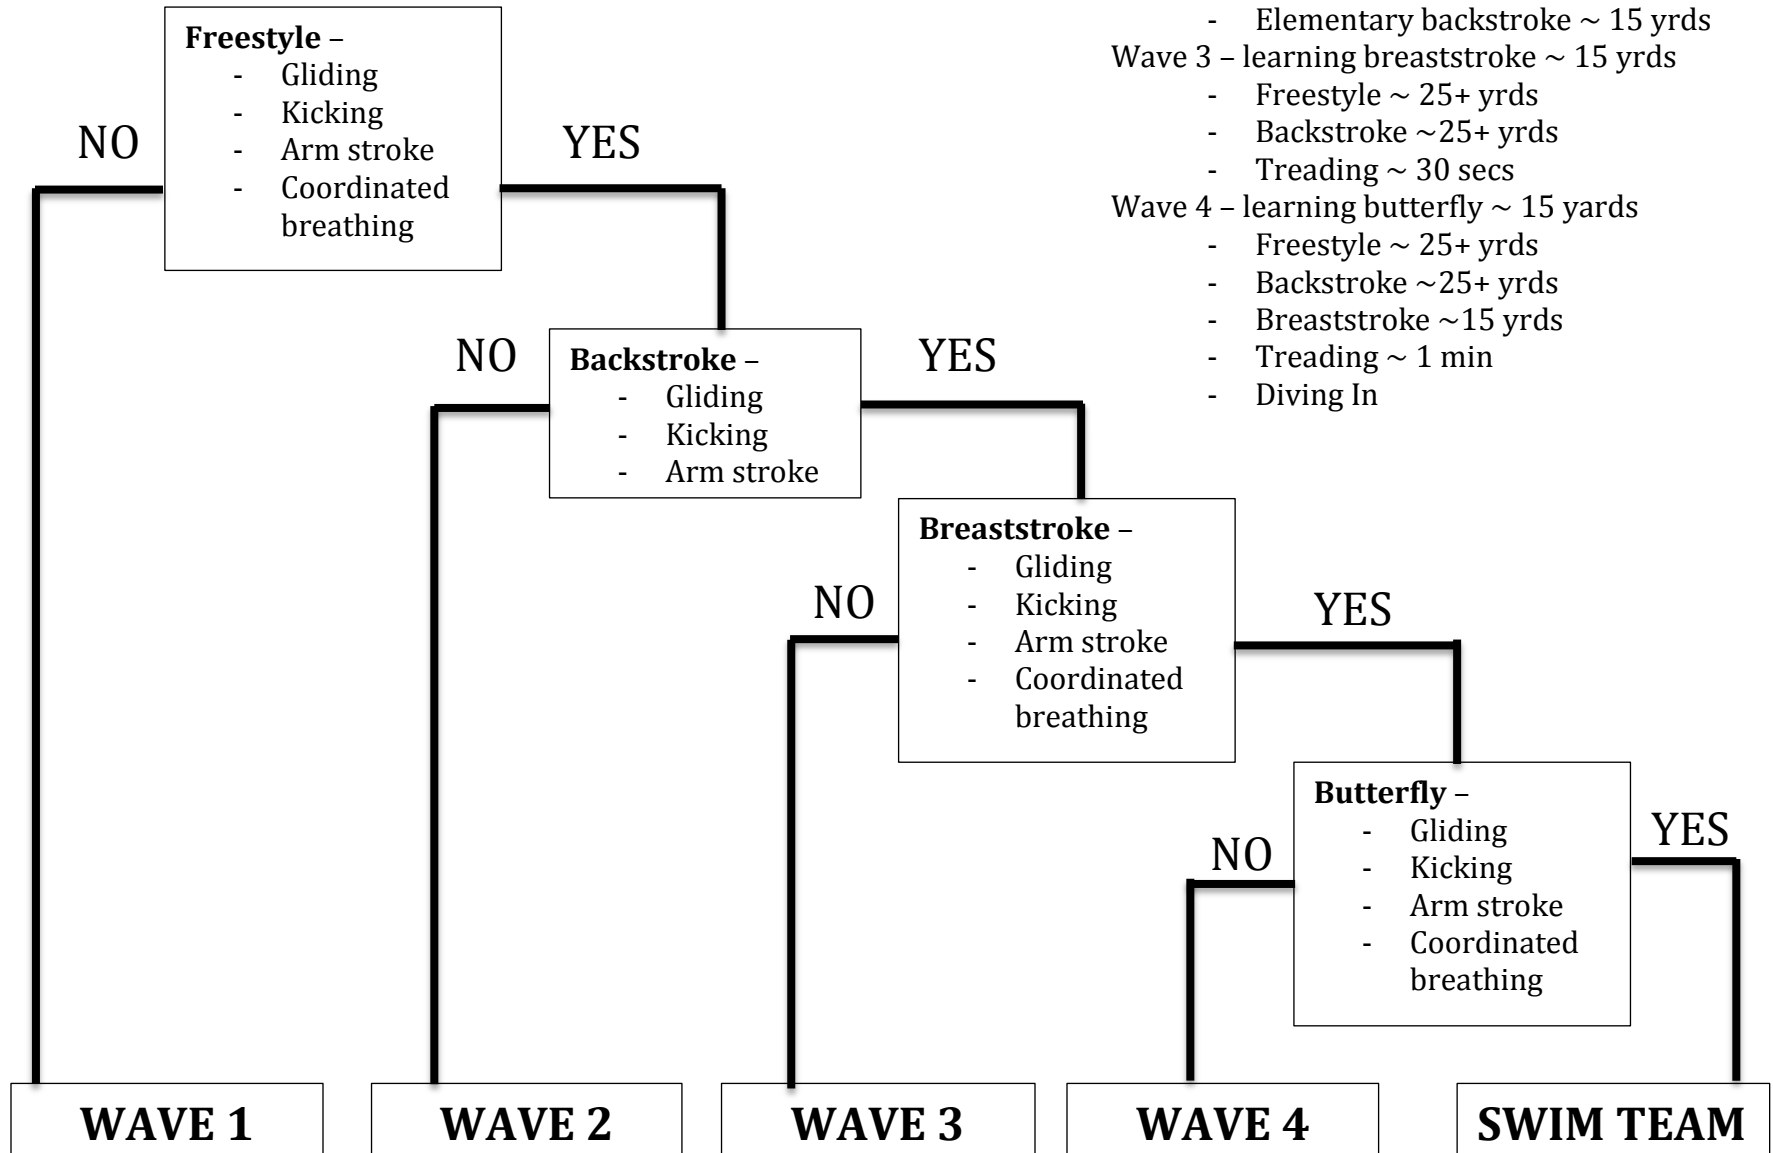 Freestyle –
- Gliding
- Kicking
- Arm stroke
- Coordinated
breathing
NO
YES
- Elementary backstroke ~ 15 yrds
Wave 3 – learning breaststroke ~ 15 yrds
- Freestyle ~ 25+ yrds
- Backstroke ~25+ yrds
- Treading ~ 30 secs
Wave 4 – learning butterfly ~ 15 yards
- Freestyle ~ 25+ yrds
- Backstroke ~25+ yrds
- Breaststroke ~15 yrds
- Treading ~ 1 min
- Diving In
NO
Backstroke –
- Gliding
- Kicking
- Arm stroke
YES
NO
Breaststroke –
- Gliding
- Kicking
- Arm stroke
- Coordinated
breathing
YES
NO
Butterfly –
- Gliding
- Kicking
- Arm stroke
- Coordinated
breathing
YES
WAVE 1
WAVE 2
WAVE 3
WAVE 4
SWIM TEAM